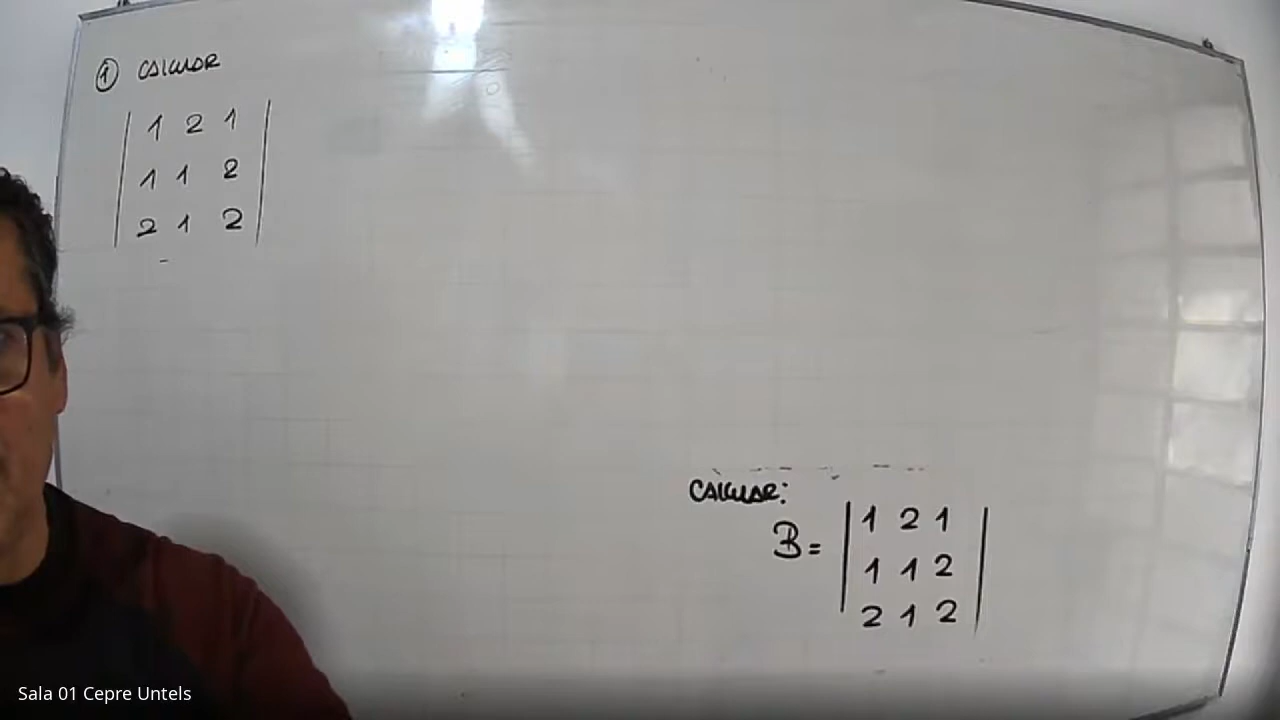 ① CALCULAR
1 2 1
1 1 2
2 1 2
CALCULAR:
B = | 1 2 1 |
1 1 2
2 1 2
Sala 01 Cepre Untels